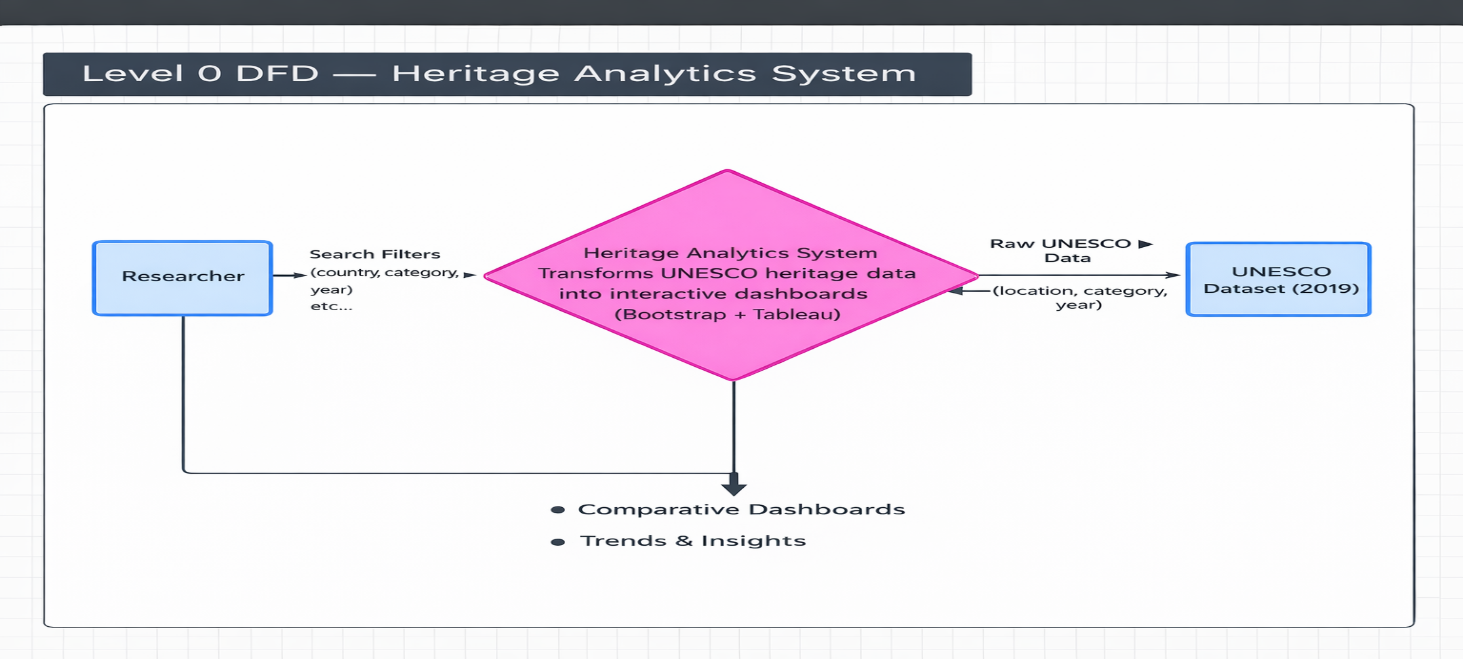 Level 0 DFD — Heritage Analytics System
Researcher
Search Filters
(country, category,
year)
etc...
Heritage Analytics System
Transforms UNESCO heritage data
into interactive dashboards
(Bootstrap + Tableau)
Raw UNESCO ►
Data
(location, category,
year)
UNESCO
Dataset (2019)
● Comparative Dashboards
● Trends & Insights